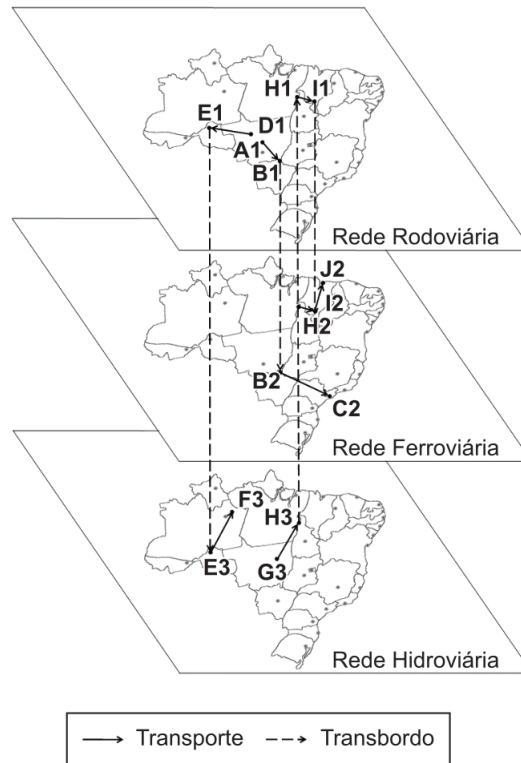 H1 I1
E1 D1
A1
B1
Rede Rodoviária
J2
I2
H2
B2
C2
Rede Ferroviária
F3 H3
E3 G3
Rede Hidroviária
Transporte Transbordo